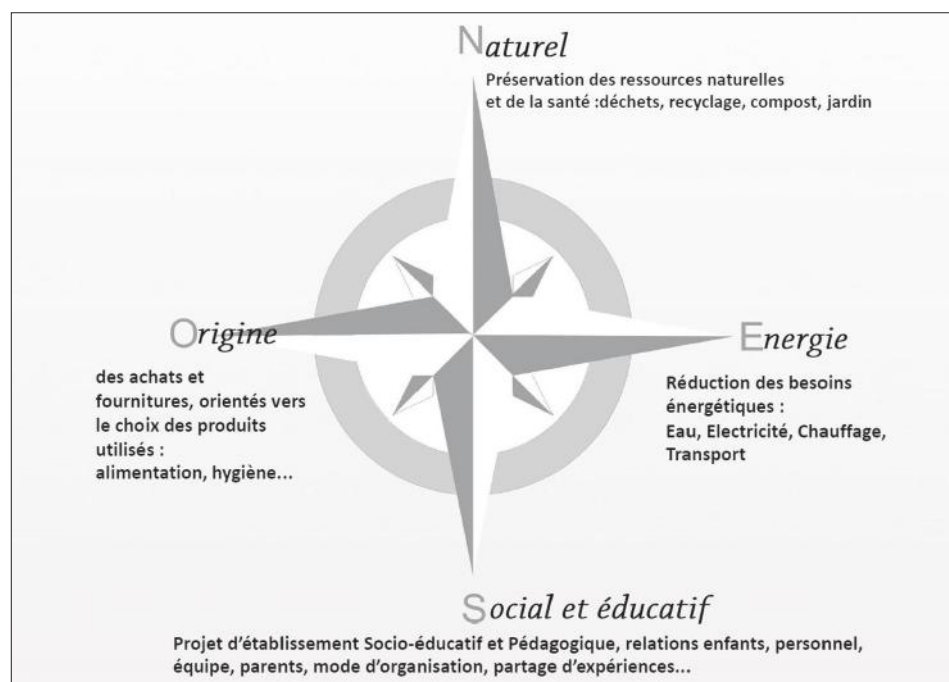 Naturel
Préservation des ressources naturelles
et de la santé :déchets, recyclage, compost, jardin
Origine
des achats et
fournitures, orientés vers
le choix des produits
utilisés :
alimentation, hygiène...
Energie
Réduction des besoins
énergétiques :
Eau, Electricité, Chauffage,
Transport
Social et éducatif
Projet d'établissement Socio-éducatif et Pédagogique, relations enfants, personnel,
équipe, parents, mode d'organisation, partage d'expériences...